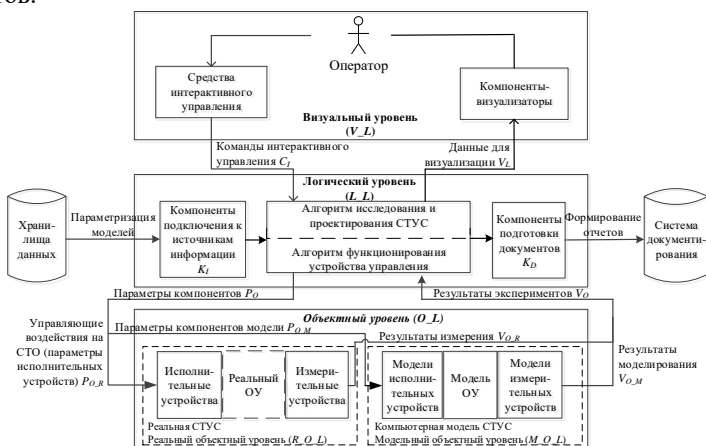 тов.
Оператор
Средства
интерактивного
управления
Компоненты-
визуализаторы
Визуальный уровень
(V_L)
Команды интерактивного
управления C_I
Данные для
визуализации V_L
Логический уровень
(L_L)
Храни-
лища
данных
Параметризация
моделей
Компоненты
подключения к
источникам
информации
K_I
Алгоритм исследования и
проектирования СТУС
Алгоритм функционирования
устройства управления
Компоненты
подготовки
документов
K_D
Формирование
отчетов
Система
документи-
рования
Параметры компонентов P_O
Результаты экспериментов V_O
Объектный уровень (O_L)
Управляющие
воздействия на
СТО (параметры
исполнительных
устройств) P_O_R
Параметры компонентов модели P_O_M
Результаты измерения V_O_R
Результаты
моделирования
V_O_M
Исполни-
тельные
устройства
Реальный
ОУ
Измери-
тельные
устройства
Модели
исполни-
тельных
устройств
Модель
ОУ
Модели
измери-
тельных
устройств
Реальная СТУС
Реальный объектный уровень (R_O_L)
Компьютерная модель СТУС
Модельный объектный уровень(M_O_L)